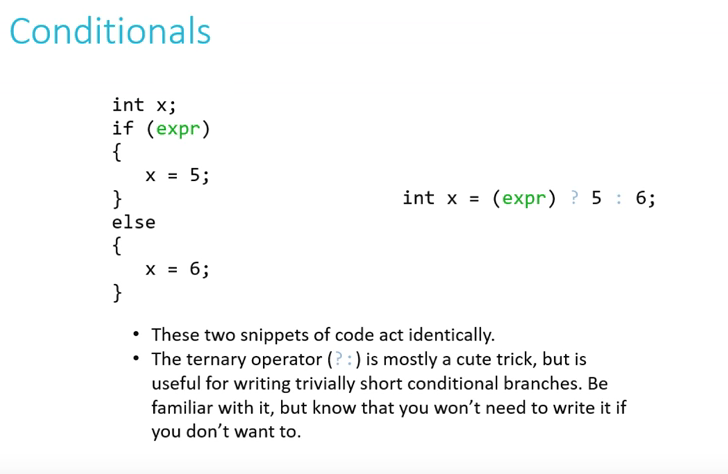 Conditionals
int x;
if (expr)
{
x = 5;
}
else
{
x = 6;
}
int x = (expr) ? 5 : 6;
• These two snippets of code act identically.
• The ternary operator (?:) is mostly a cute trick, but is
useful for writing trivially short conditional branches. Be
familiar with it, but know that you won’t need to write it if
you don’t want to.